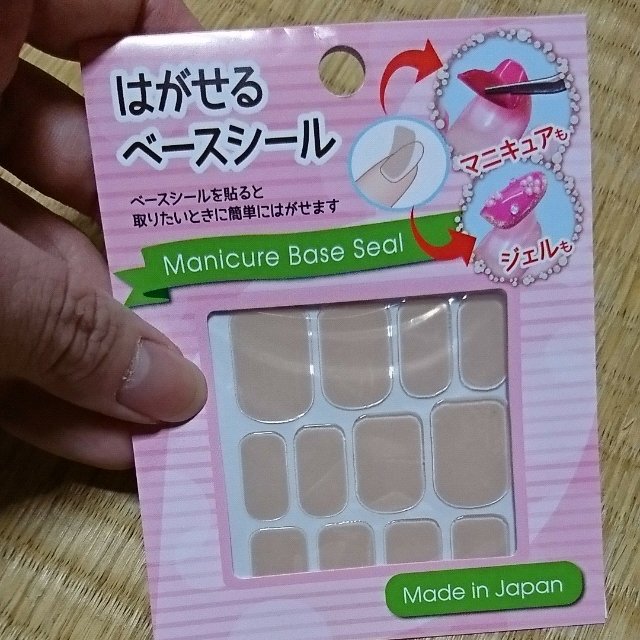 はがせる
ベースシール
ベースシールを貼ると
取りたいときに簡単にはがせます
マニキュアも
ジェルも
Manicure Base Seal
Made in Japan